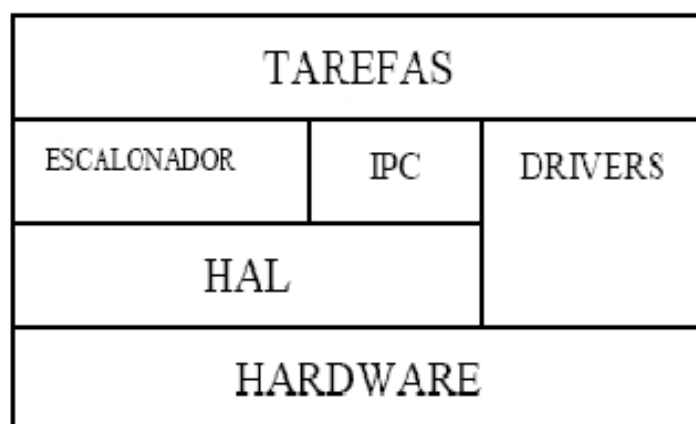 TAREFAS
ESCALONADOR
IPC
DRIVERS
HAL
HARDWARE